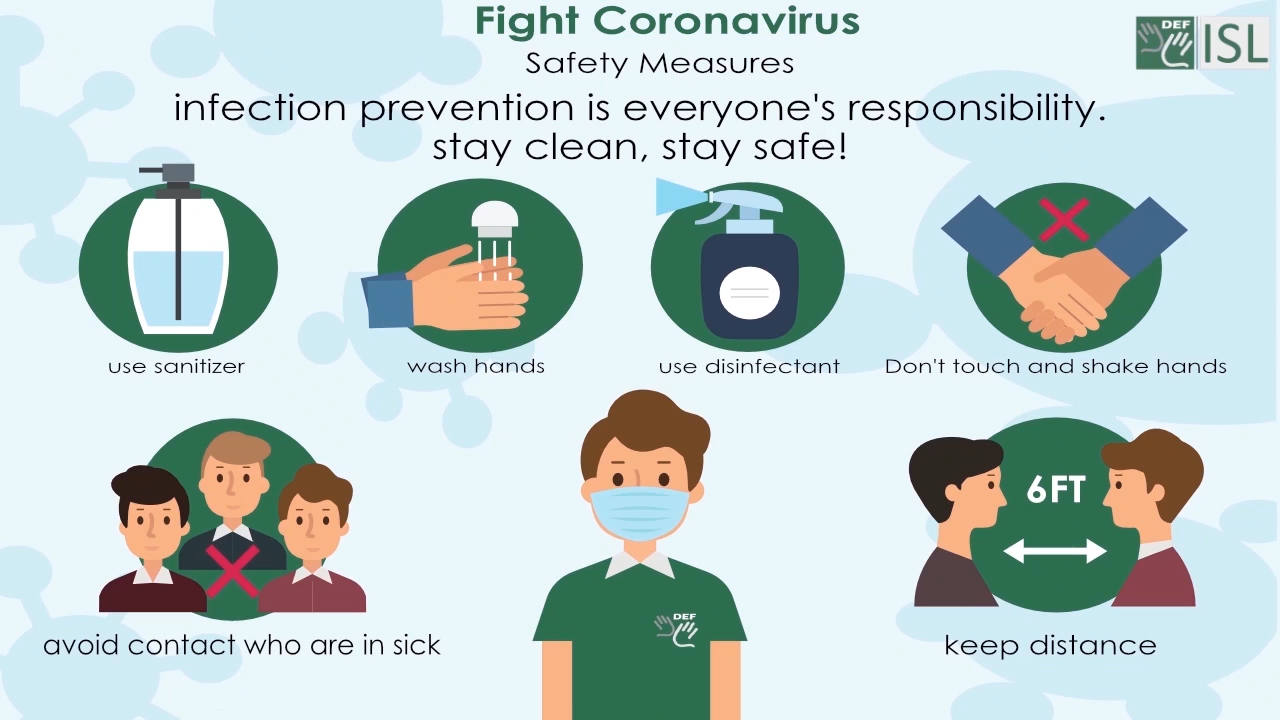 Fight Coronavirus
DEF
ISL
Safety Measures
infection prevention is everyone's responsibility.
stay clean, stay safe!
use sanitizer
wash hands
use disinfectant
Don't touch and shake hands
6FT
DEF
avoid contact who are in sick
keep distance